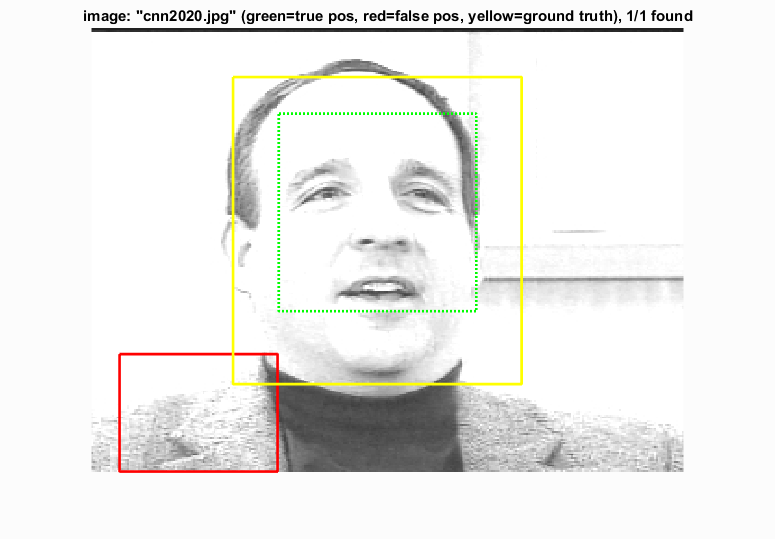 image: "cnn2020.jpg" (green=true pos, red=false pos, yellow=ground truth), 1/1 found